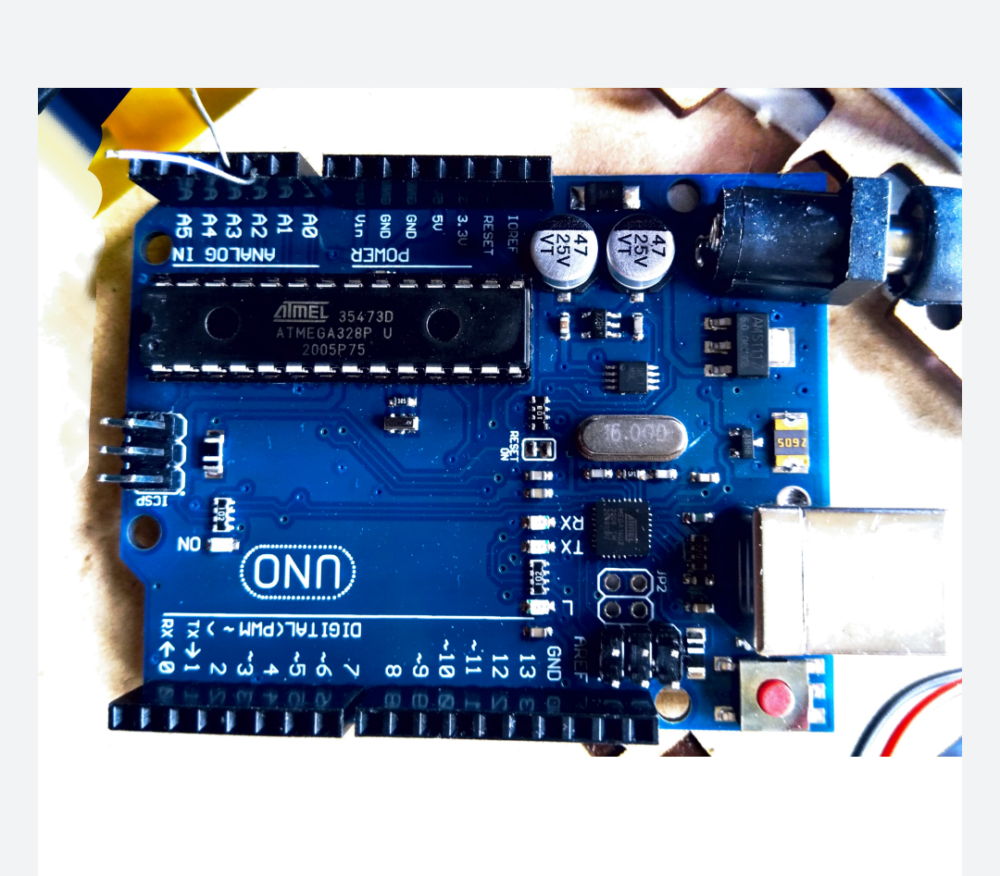 A5
A4
A3
A2
A1
A0
Vin
GND
GND
5V
3.3V
RESET
IOREF
ANALOG IN
POWER
47
25V
VT
47
25V
VT
ATMEL 35473D
ATMEGA328P U
2005P75
AMS1117
16.000
RESET
ICSP
ON
UNO
RX
TX
L
JP2
DIGITAL(PWM ~)
RX←0
TX→1
2
~3
4
~5
~6
7
8
~9
~10
~11
12
13
GND
AREF